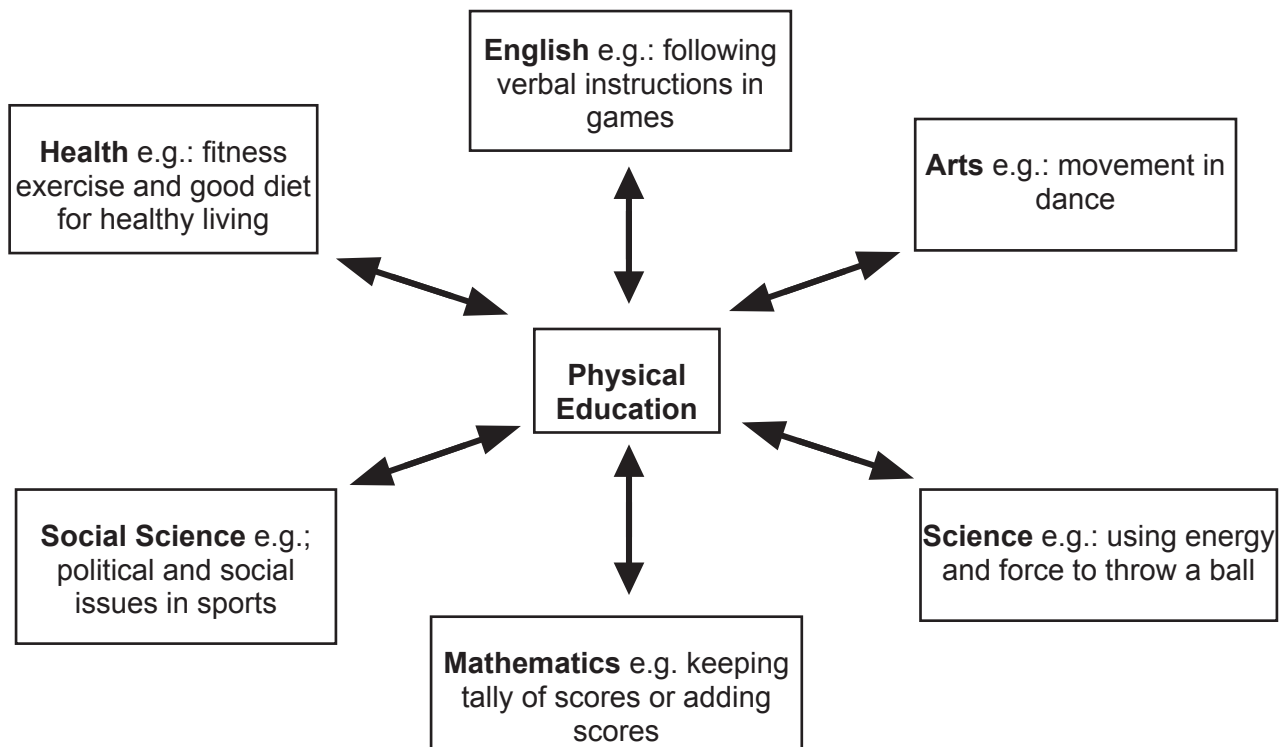 English e.g.: following
verbal instructions in
games
Health e.g.: fitness
exercise and good diet
for healthy living
Arts e.g.: movement in
dance
Physical
Education
Social Science e.g.;
political and social
issues in sports
Science e.g.: using energy
and force to throw a ball
Mathematics e.g. keeping
tally of scores or adding
scores